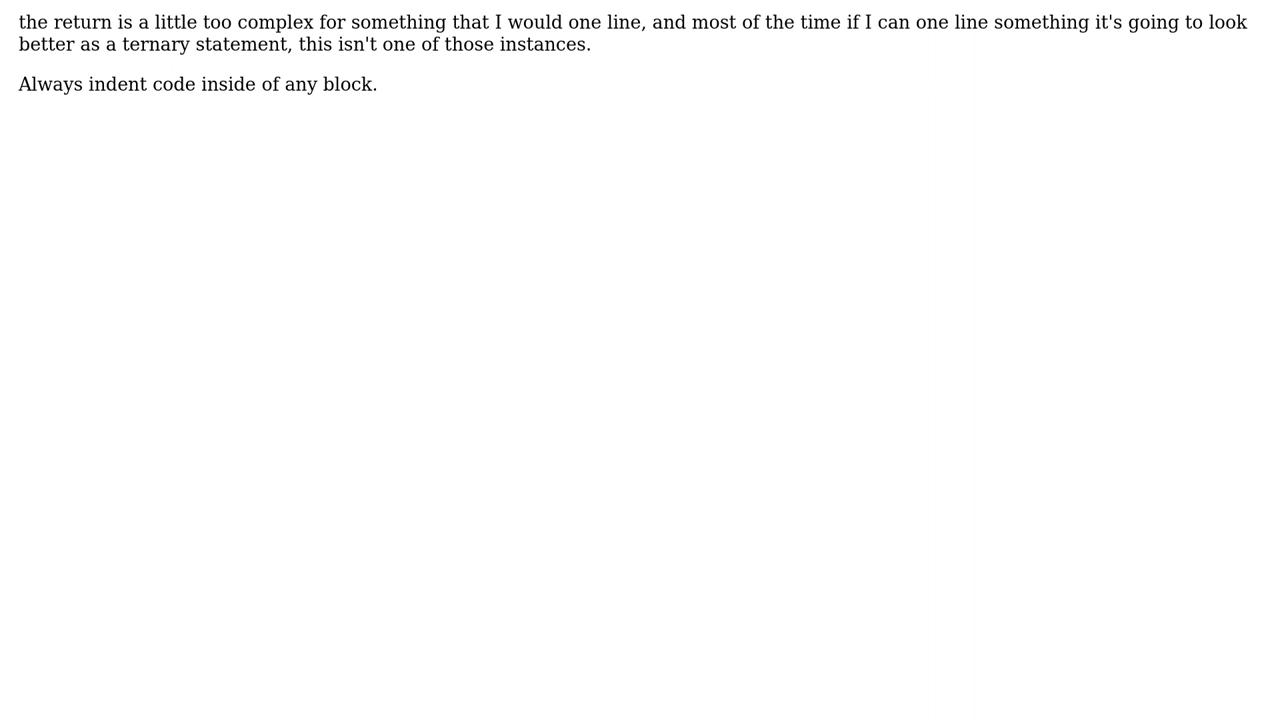 the return is a little too complex for something that I would one line, and most of the time if I can one line something it's going to look
better as a ternary statement, this isn't one of those instances.
Always indent code inside of any block.